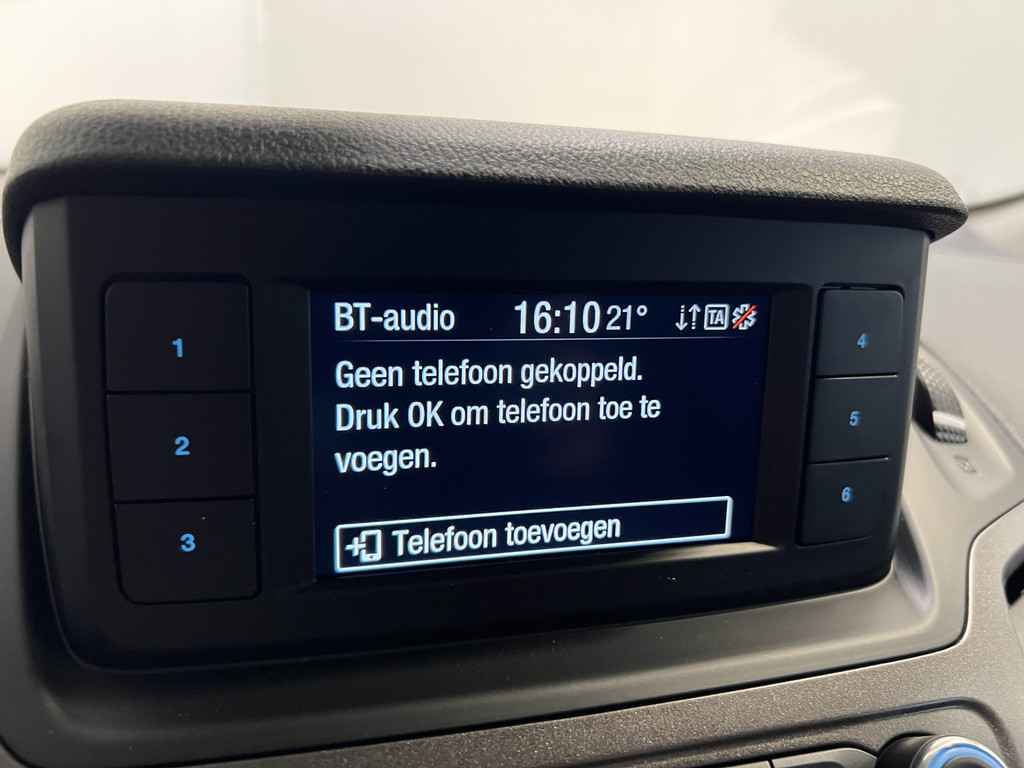 BT-audio 16:10 21° TA
Geen telefoon gekoppeld.
Druk OK om telefoon toe te
voegen.
Telefoon toevoegen
1
2
3
4
5
6